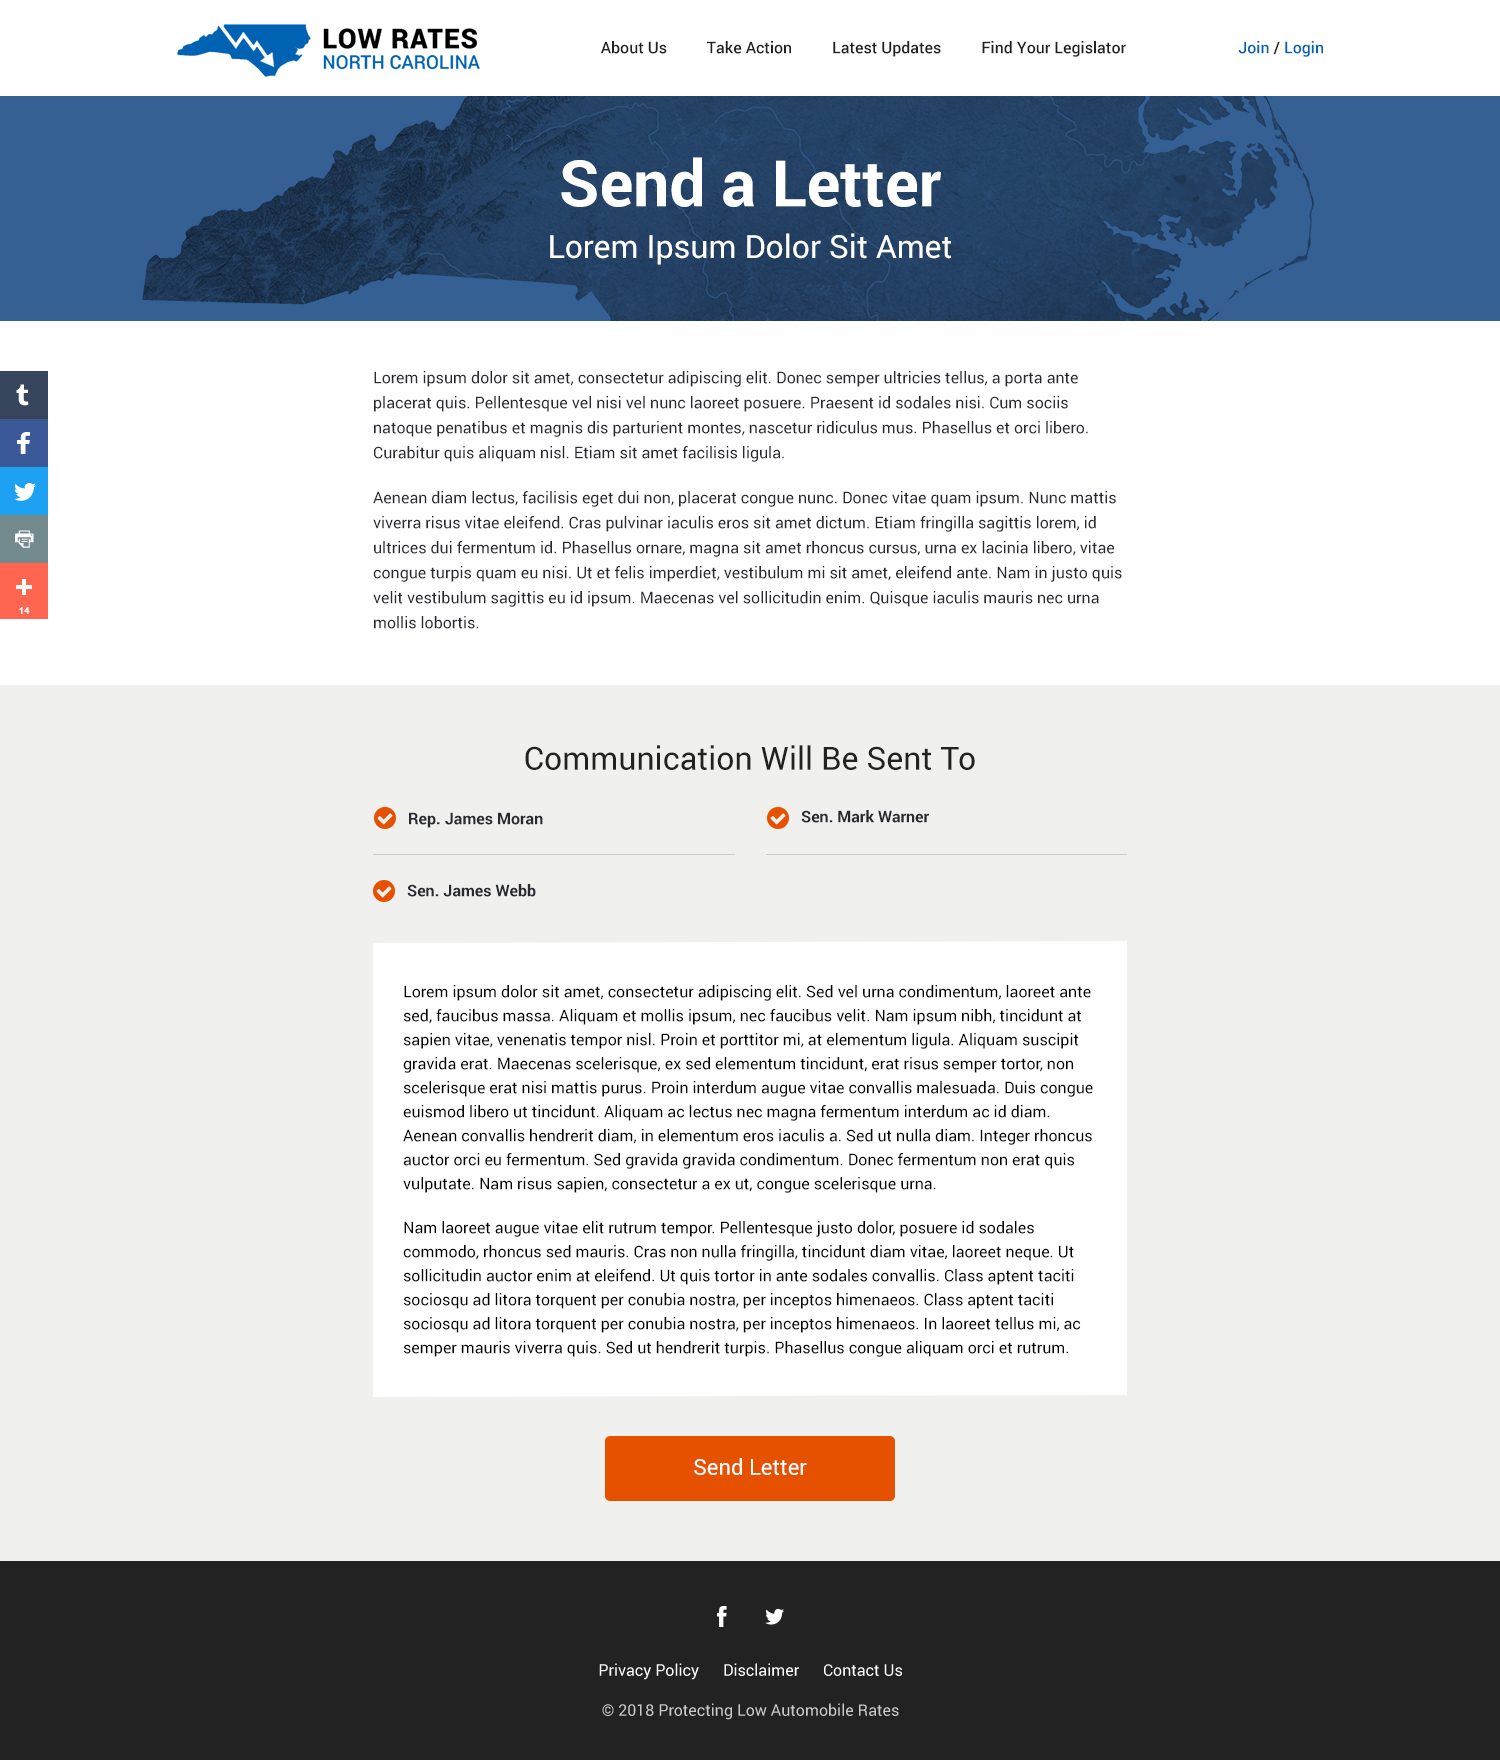 LOW RATES
NORTH CAROLINA
About Us
Take Action
Latest Updates
Find Your Legislator
Join / Login
Send a Letter
Lorem Ipsum Dolor Sit Amet
Lorem ipsum dolor sit amet, consectetur adipiscing elit. Donec semper ultricies tellus, a porta ante
placerat quis. Pellentesque vel nisi vel nunc laoreet posuere. Praesent id sodales nisi. Cum sociis
natoque penatibus et magnis dis parturient montes, nascetur ridiculus mus. Phasellus et orci libero.
Curabitur quis aliquam nisl. Etiam sit amet facilisis ligula.
Aenean diam lectus, facilisis eget dui non, placerat congue nunc. Donec vitae quam ipsum. Nunc mattis
viverra risus vitae eleifend. Cras pulvinar iaculis eros sit amet dictum. Etiam fringilla sagittis lorem, id
ultrices dui fermentum id. Phasellus ornare, magna sit amet rhoncus cursus, urna ex lacinia libero, vitae
congue turpis quam eu nisi. Ut et felis imperdiet, vestibulum mi sit amet, eleifend ante. Nam in justo quis
velit vestibulum sagittis eu id ipsum. Maecenas vel sollicitudin enim. Quisque iaculis mauris nec urna
mollis lobortis.
14
Communication Will Be Sent To
Rep. James Moran
Sen. Mark Warner
Sen. James Webb
Lorem ipsum dolor sit amet, consectetur adipiscing elit. Sed vel urna condimentum, laoreet ante
sed, faucibus massa. Aliquam et mollis ipsum, nec faucibus velit. Nam ipsum nibh, tincidunt at
sapien vitae, venenatis tempor nisl. Proin et porttitor mi, at elementum ligula. Aliquam suscipit
gravida erat. Maecenas scelerisque, ex sed elementum tincidunt, erat risus semper tortor, non
scelerisque erat nisi mattis purus. Proin interdum augue vitae convallis malesuada. Duis congue
euismod libero ut tincidunt. Aliquam ac lectus nec magna fermentum interdum ac id diam.
Aenean convallis hendrerit diam, in elementum eros iaculis a. Sed ut nulla diam. Integer rhoncus
auctor orci eu fermentum. Sed gravida gravida condimentum. Donec fermentum non erat quis
vulputate. Nam risus sapien, consectetur a ex ut, congue scelerisque urna.
Nam laoreet augue vitae elit rutrum tempor. Pellentesque justo dolor, posuere id sodales
commodo, rhoncus sed mauris. Cras non nulla fringilla, tincidunt diam vitae, laoreet neque. Ut
sollicitudin auctor enim at eleifend. Ut quis tortor in ante sodales convallis. Class aptent taciti
sociosqu ad litora torquent per conubia nostra, per inceptos himenaeos. Class aptent taciti
sociosqu ad litora torquent per conubia nostra, per inceptos himenaeos. In laoreet tellus mi, ac
semper mauris viverra quis. Sed ut hendrerit turpis. Phasellus congue aliquam orci et rutrum.
Send Letter
Privacy Policy
Disclaimer
Contact Us
© 2018 Protecting Low Automobile Rates